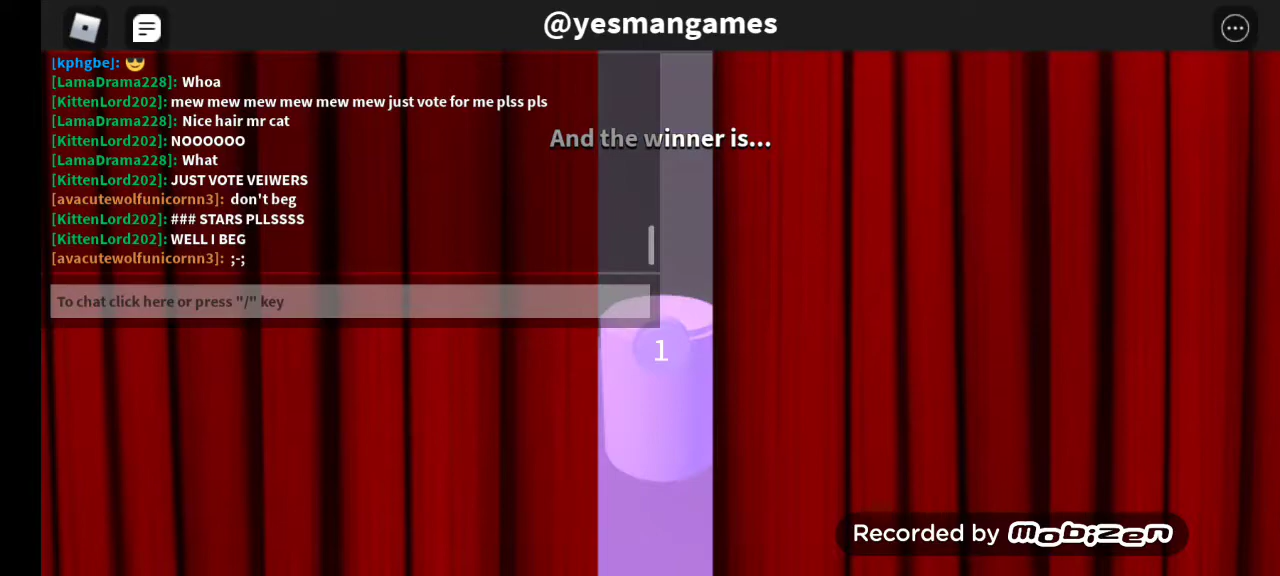 @yesmangames
[kphgbe]: 😎
[LamaDrama228]: Whoa
[KittenLord202]: mew mew mew mew mew mew just vote for me plss pls
[LamaDrama228]: Nice hair mr cat
[KittenLord202]: NOOOOOO
[LamaDrama228]: What
[KittenLord202]: JUST VOTE VEIWERS
[avacutewolfunicornn3]: don't beg
[KittenLord202]: ### STARS PLLSSSS
[KittenLord202]: WELL I BEG
[avacutewolfunicornn3]: ;-;
And the winner is...
To chat click here or press "/" key
1
Recorded by mobizen